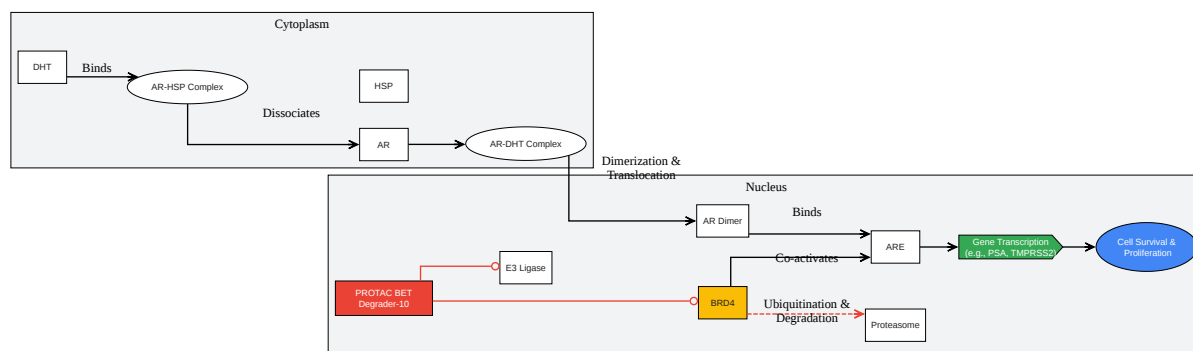 Cytoplasm
DHT
Binds
AR-HSP Complex
HSP
Dissociates
AR
AR-DHT Complex
Dimerization &
Translocation
Nucleus
AR Dimer
Binds
ARE
Gene Transcription
(e.g., PSA, TMPRSS2)
Cell Survival &
Proliferation
Co-activates
E3 Ligase
PROTAC BET
Degrader-10
BRD4
Ubiquitination &
Degradation
Proteasome